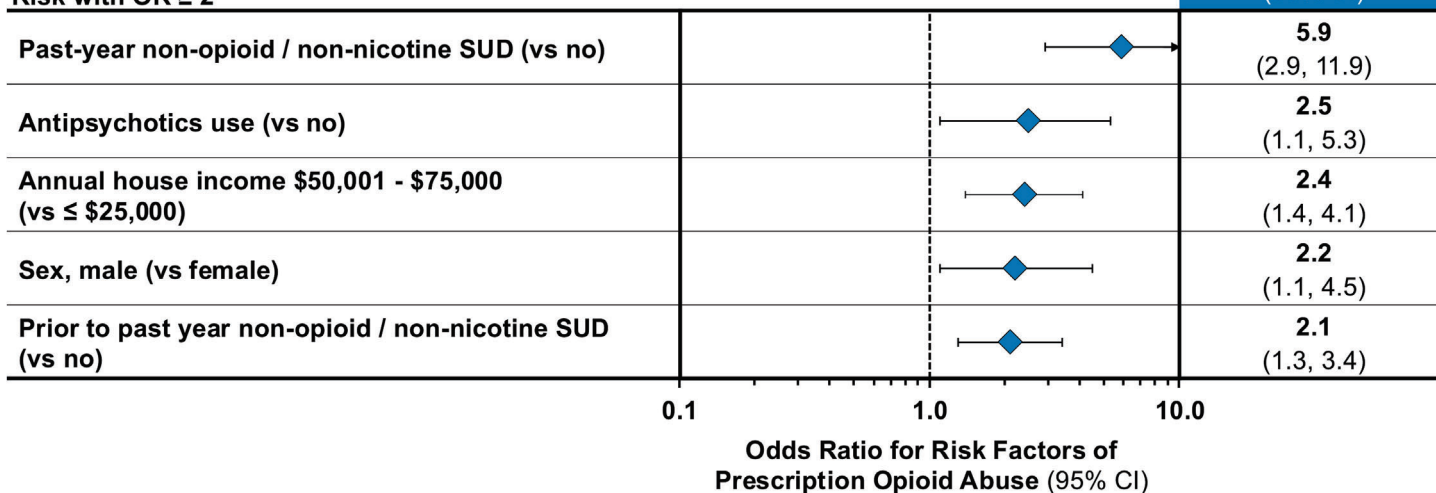 Risk with OR ≥ 2
Past-year non-opioid / non-nicotine SUD (vs no)
5.9
(2.9, 11.9)
Antipsychotics use (vs no)
2.5
(1.1, 5.3)
Annual house income $50,001 - $75,000
(vs ≤ $25,000)
2.4
(1.4, 4.1)
Sex, male (vs female)
2.2
(1.1, 4.5)
Prior to past year non-opioid / non-nicotine SUD
(vs no)
2.1
(1.3, 3.4)
0.1 1.0 10.0
Odds Ratio for Risk Factors of
Prescription Opioid Abuse (95% CI)